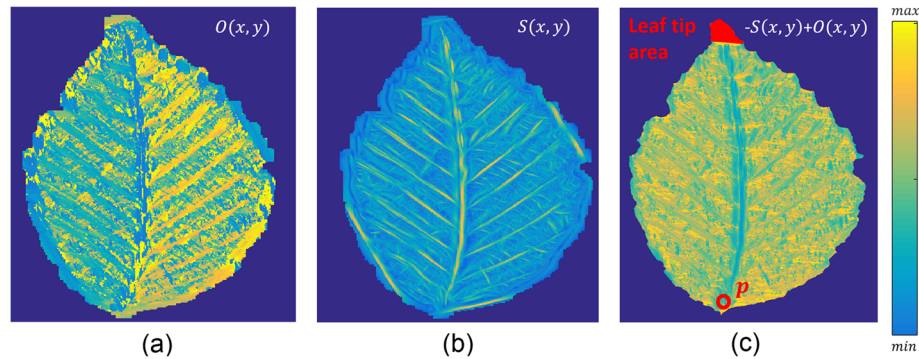 O(x, y)
S(x, y)
Leaf tip
area
-S(x, y)+O(x, y)
max
p
min
(a)
(b)
(c)